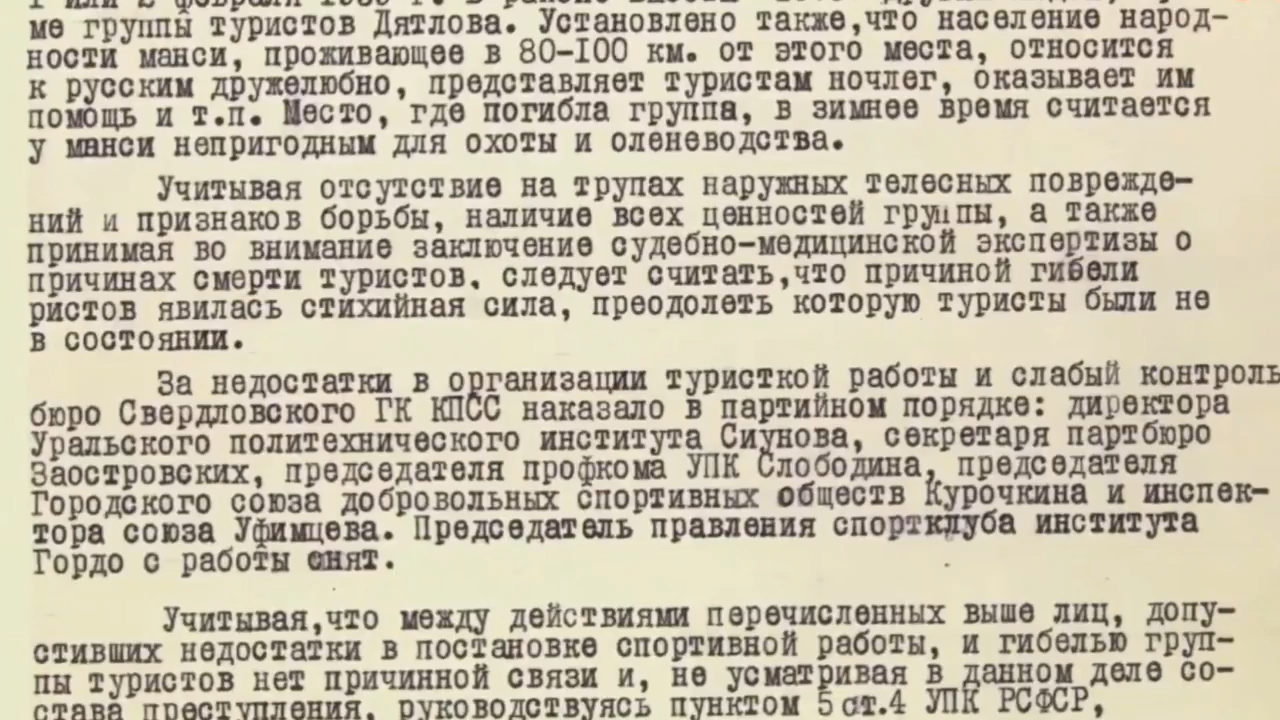 ме группы туристов Дятлова. Установлено также,что население народ-
ности манси, проживающее в 80-100 км. от этого места, относится
к русским дружелюбно, представляет туристам ночлег, оказывает им
помощь и т.п. Место, где погибла группа, в зимнее время считается
у манси непригодным для охоты и оленеводства.
Учитывая отсутствие на трупах наружных телесных поврежде-
ний и признаков борьбы, наличие всех ценностей группы, а также
принимая во внимание заключение судебно-медицинской экспертизы о
причинах смерти туристов, следует считать,что причиной гибели
ристов явилась стихийная сила, преодолеть которую туристы были не
в состоянии.
За недостатки в организации туристкой работы и слабый контроль
бюро Свердловского ГК КПСС наказало в партийном порядке: директора
Уральского политехнического института Сиунова, секретаря партбюро
Заостровских, председателя профкома УПК Слободина, председателя
Городского союза добровольных спортивных обществ Курочкина и инспек-
тора союза Уфимцева. Председатель правления спортклуба института
Гордо с работы снят.
Учитывая,что между действиями перечисленных выше лиц, допу-
стивших недостатки в постановке спортивной работы, и гибелью груп-
пы туристов нет причинной связи и, не усматривая в данном деле со-
става преступления, руководствуясь пунктом 5 ст.4 УПК РСФСР,